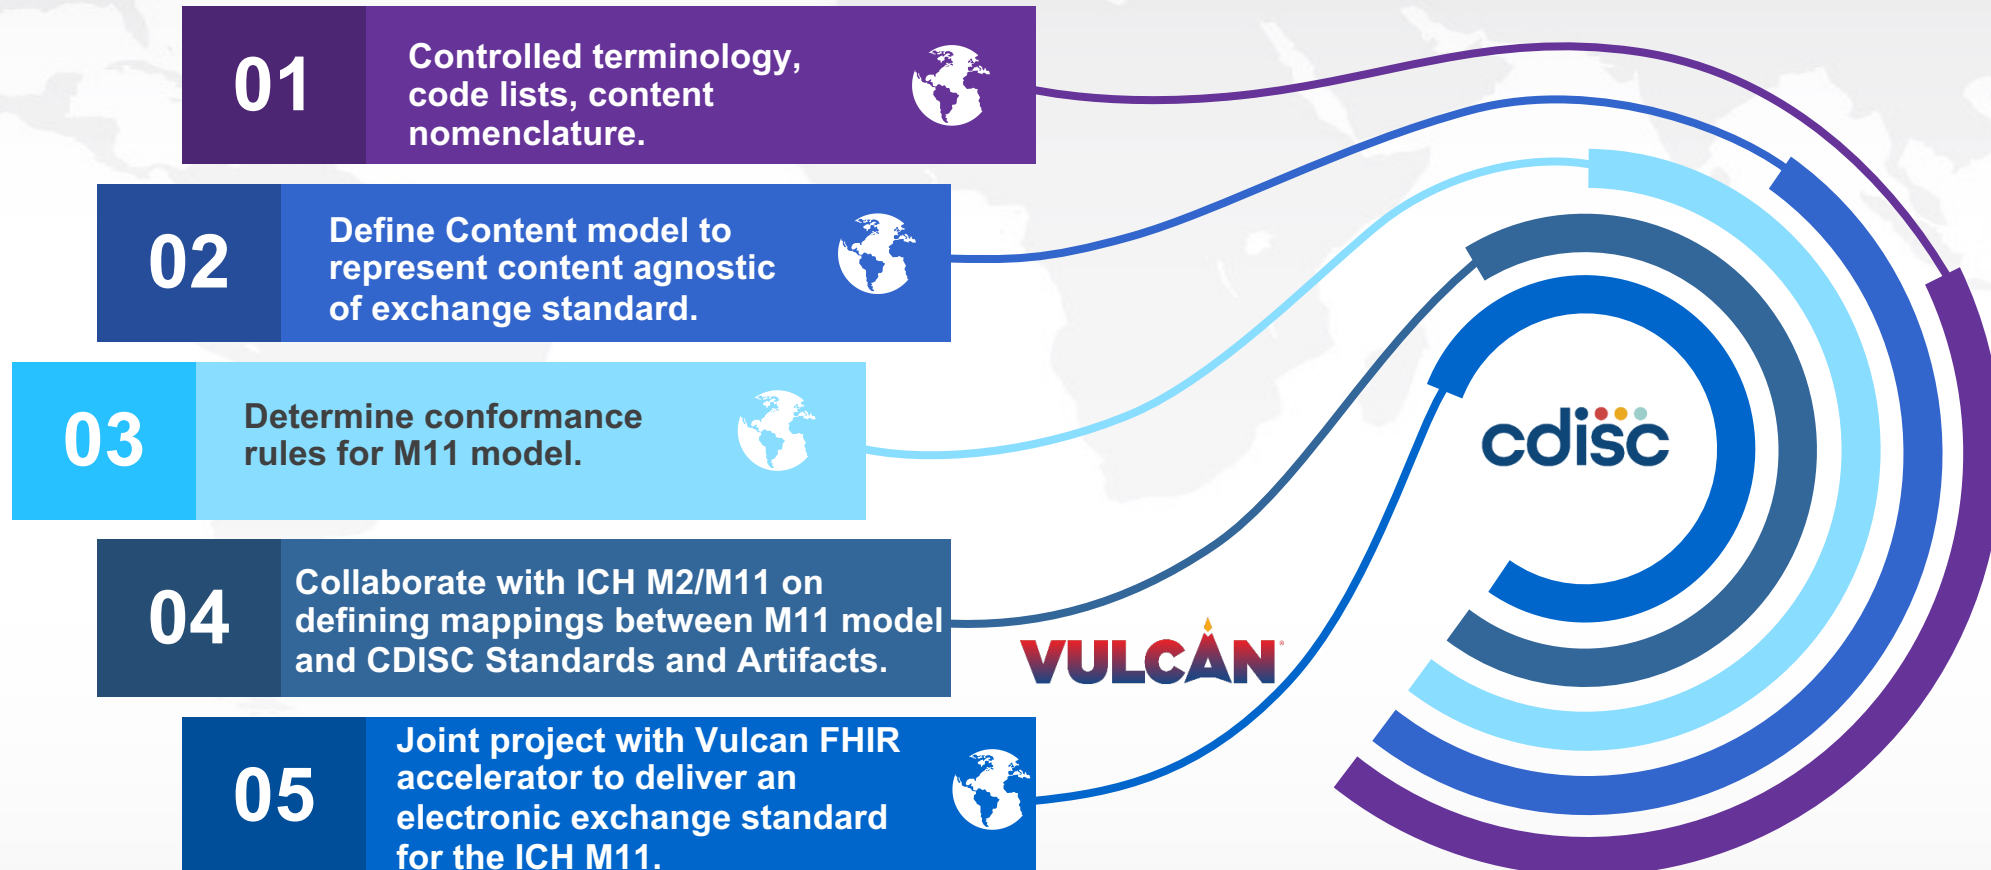 01
Controlled terminology,
code lists, content
nomenclature.
02
Define Content model to
represent content agnostic
of exchange standard.
03
Determine conformance
rules for M11 model.
04
Collaborate with ICH M2/M11 on
defining mappings between M11 model
and CDISC Standards and Artifacts.
05
Joint project with Vulcan FHIR
accelerator to deliver an
electronic exchange standard
for the ICH M11.
VULCAN®
cdisc